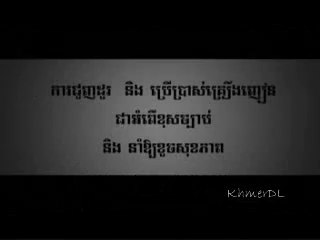 ការជួញដូរ និង ប្រើប្រាស់គ្រឿងញៀន
ជាអំពើខុសច្បាប់
និង នាំឱ្យខូចសុខភាព
KhmerDL